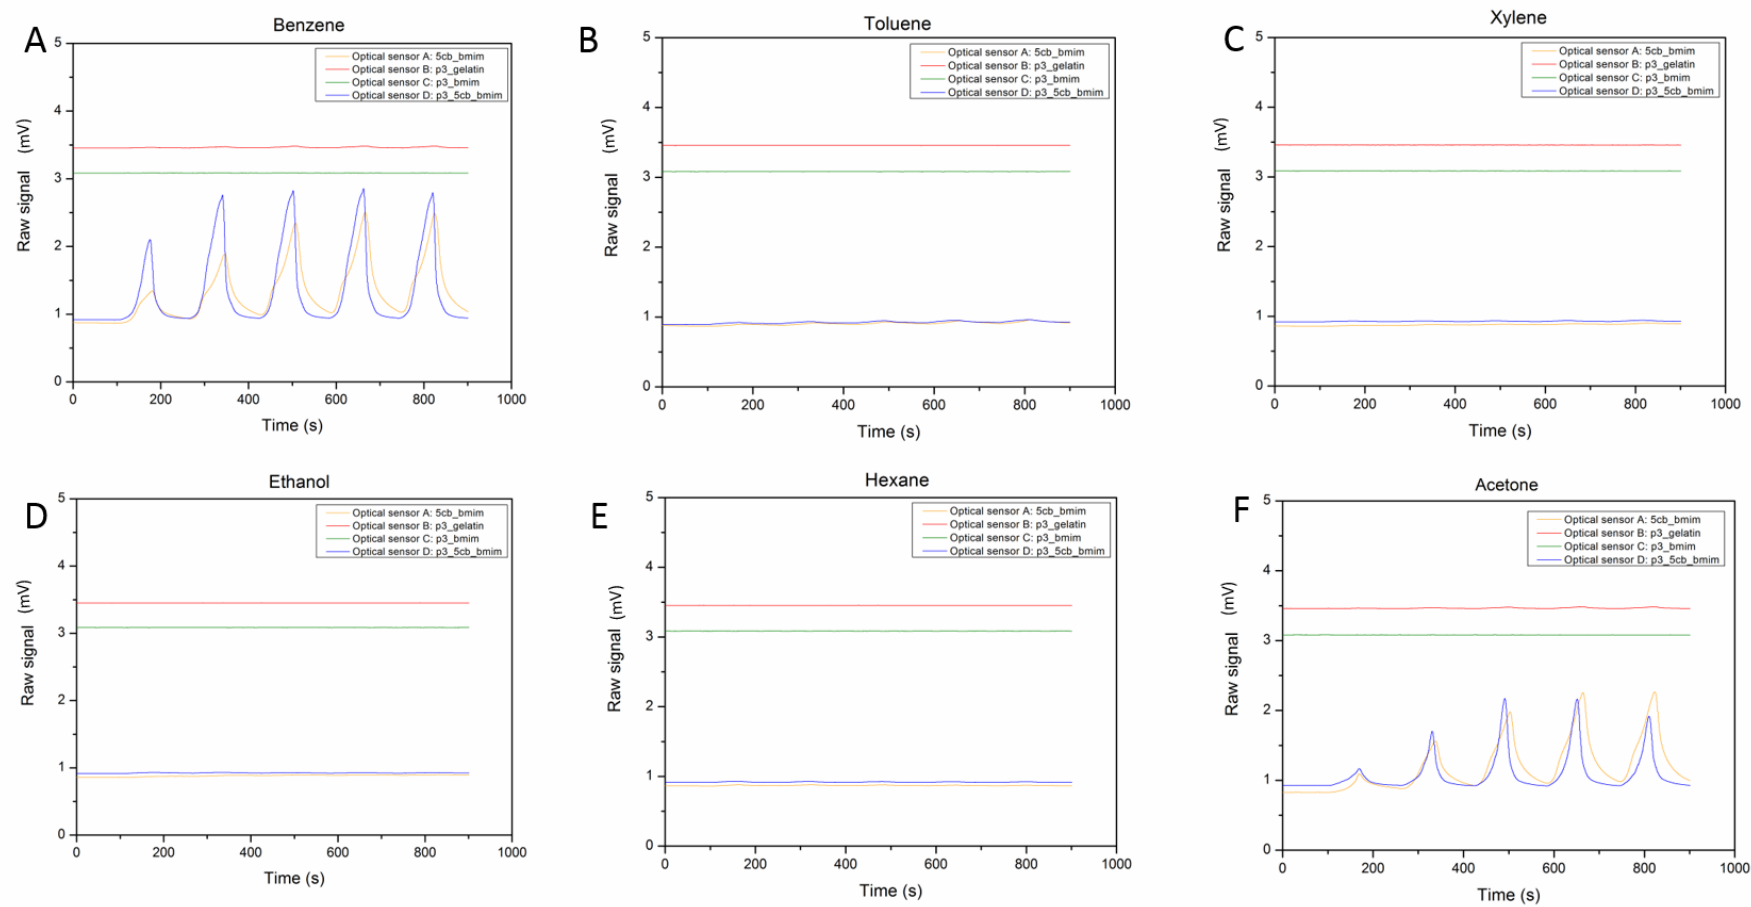 A
Benzene
Optical sensor A: 5cb_bmim
Optical sensor B: p3_gelatin
Optical sensor C: p3_bmim
Optical sensor D: p3_5cb_bmim
Raw signal (mV)
5
4
3
2
1
0
0 200 400 600 800 1000
Time (s)
B
Toluene
Optical sensor A: 5cb_bmim
Optical sensor B: p3_gelatin
Optical sensor C: p3_bmim
Optical sensor D: p3_5cb_bmim
Raw signal (mV)
5
4
3
2
1
0
0 200 400 600 800 1000
Time (s)
C
Xylene
Optical sensor A: 5cb_bmim
Optical sensor B: p3_gelatin
Optical sensor C: p3_bmim
Optical sensor D: p3_5cb_bmim
Raw signal (mV)
5
4
3
2
1
0
0 200 400 600 800 1000
Time (s)
D
Ethanol
Optical sensor A: 5cb_bmim
Optical sensor B: p3_gelatin
Optical sensor C: p3_bmim
Optical sensor D: p3_5cb_bmim
Raw signal (mV)
5
4
3
2
1
0
0 200 400 600 800 1000
Time (s)
E
Hexane
Optical sensor A: 5cb_bmim
Optical sensor B: p3_gelatin
Optical sensor C: p3_bmim
Optical sensor D: p3_5cb_bmim
Raw signal (mV)
5
4
3
2
1
0
0 200 400 600 800 1000
Time (s)
F
Acetone
Optical sensor A: 5cb_bmim
Optical sensor B: p3_gelatin
Optical sensor C: p3_bmim
Optical sensor D: p3_5cb_bmim
Raw signal (mV)
5
4
3
2
1
0
0 200 400 600 800 1000
Time (s)